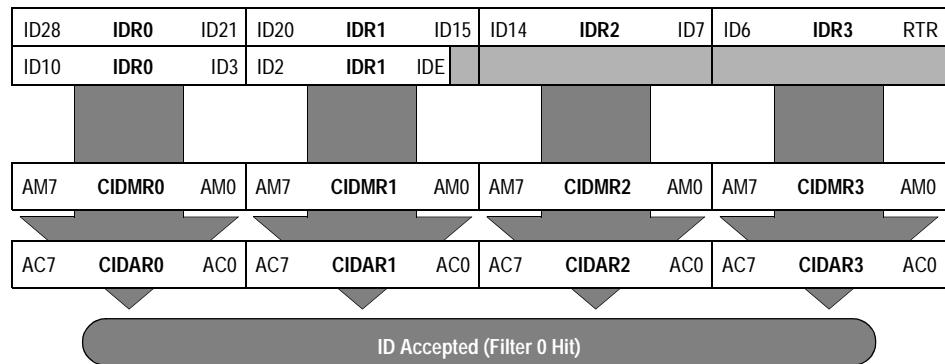 ID28 IDR0 ID21 ID20 IDR1 ID15 ID14 IDR2 ID7 ID6 IDR3 RTR
ID10 IDR0 ID3 ID2 IDR1 IDE
AM7 CIDMR0 AM0 AM7 CIDMR1 AM0 AM7 CIDMR2 AM0 AM7 CIDMR3 AM0
AC7 CIDAR0 AC0 AC7 CIDAR1 AC0 AC7 CIDAR2 AC0 AC7 CIDAR3 AC0
ID Accepted (Filter 0 Hit)